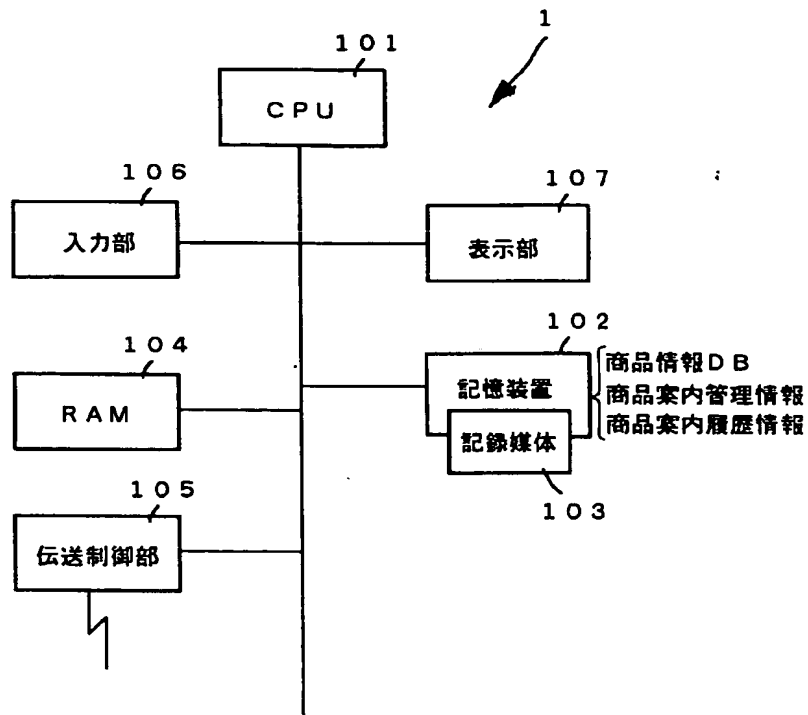 1
101
CPU
106
入力部
107
表示部
104
RAM
102
記憶装置
商品情報DB
商品案内管理情報
商品案内履歴情報
記録媒体
103
105
伝送制御部